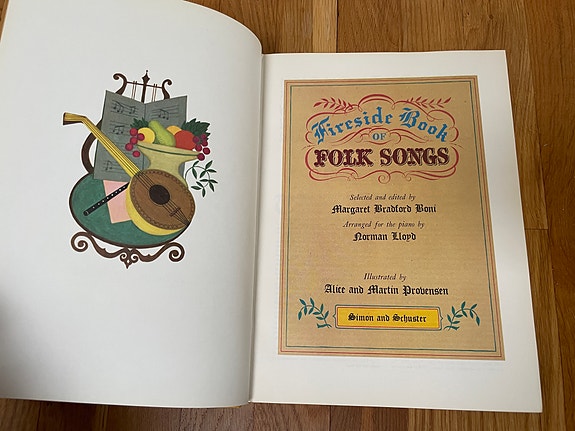 Fireside Book
OF
FOLK SONGS
Selected and edited by
Margaret Bradford Boni
Arranged for the piano by
Norman Lloyd
Illustrated by
Alice and Martin Provensen
Simon and Schuster